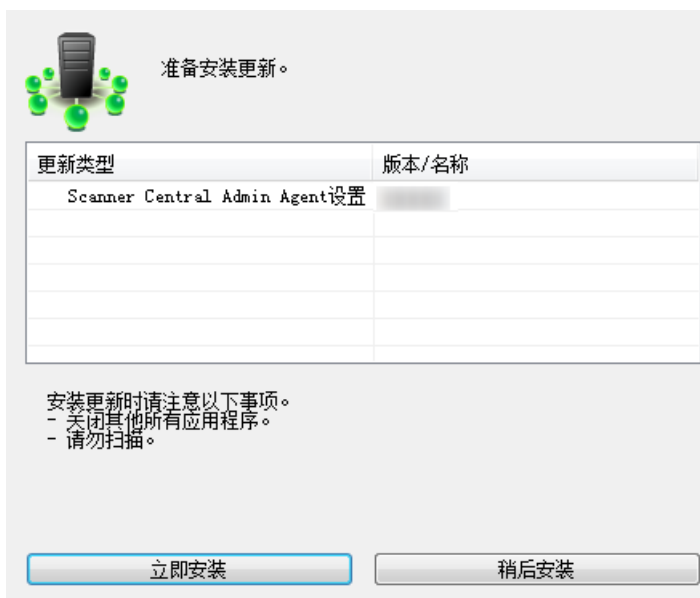 准备安装更新。
更新类型 版本/名称
Scanner Central Admin Agent设置
安装更新时请注意以下事项。
- 关闭其他所有应用程序。
- 请勿扫描。
立即安装 稍后安装